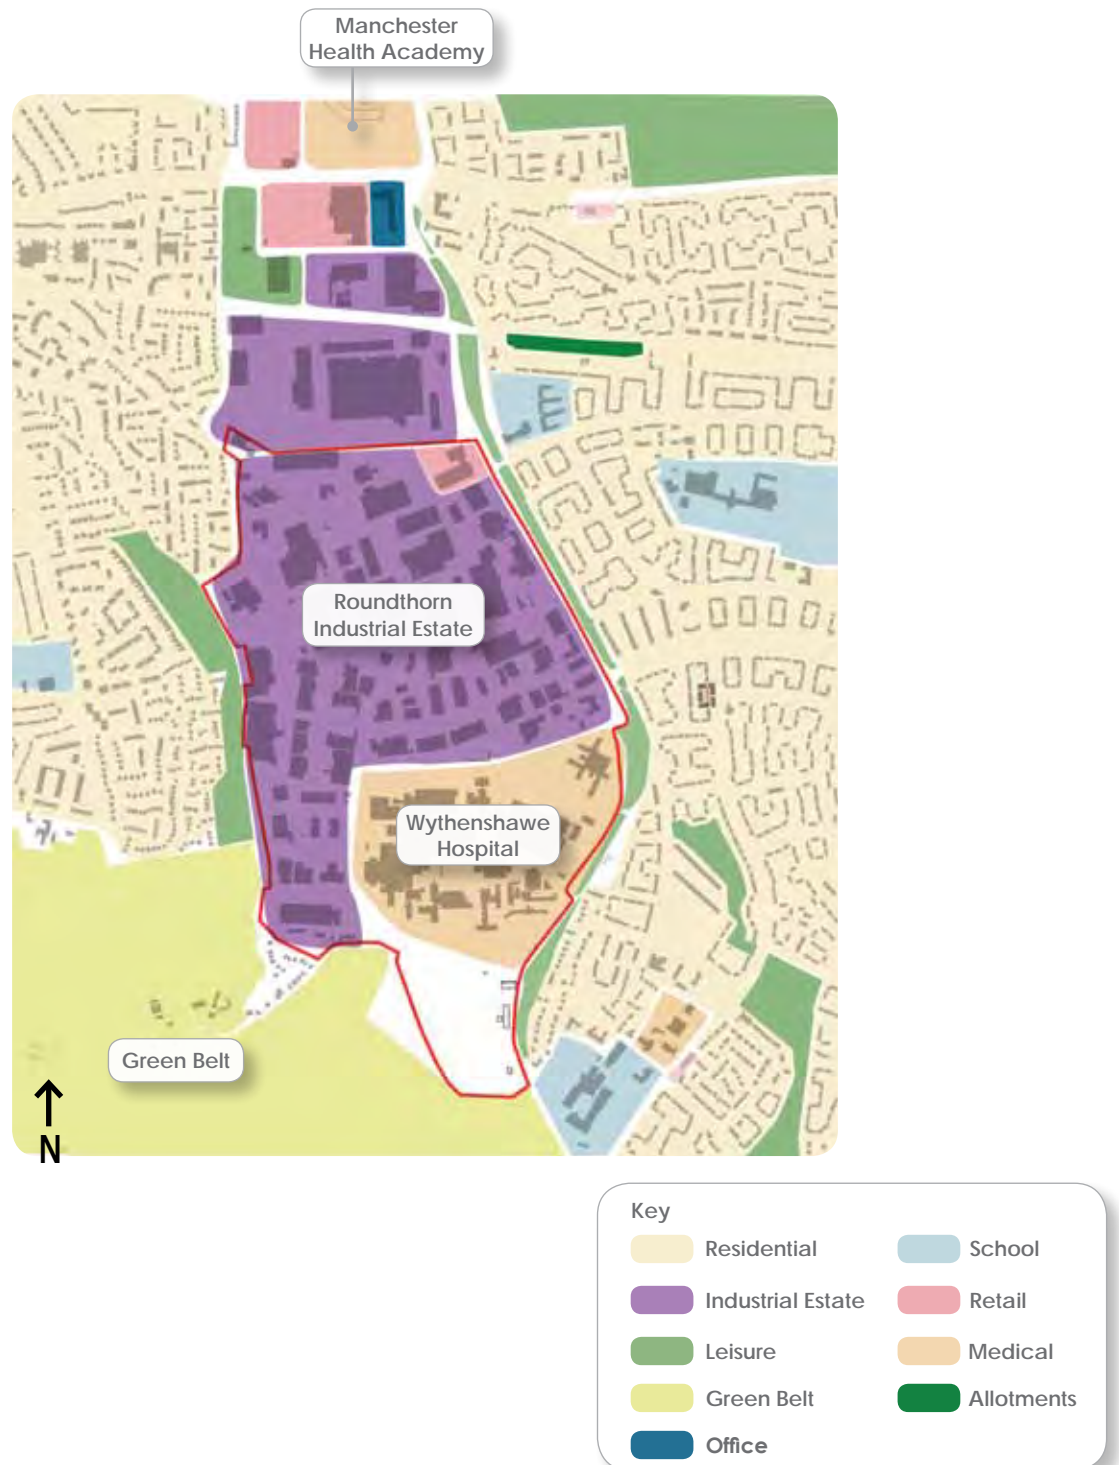 Manchester
Health Academy
Roundthorn
Industrial Estate
Wythenshawe
Hospital
Green Belt
N
Key
Residential
School
Industrial Estate
Retail
Leisure
Medical
Green Belt
Allotments
Office